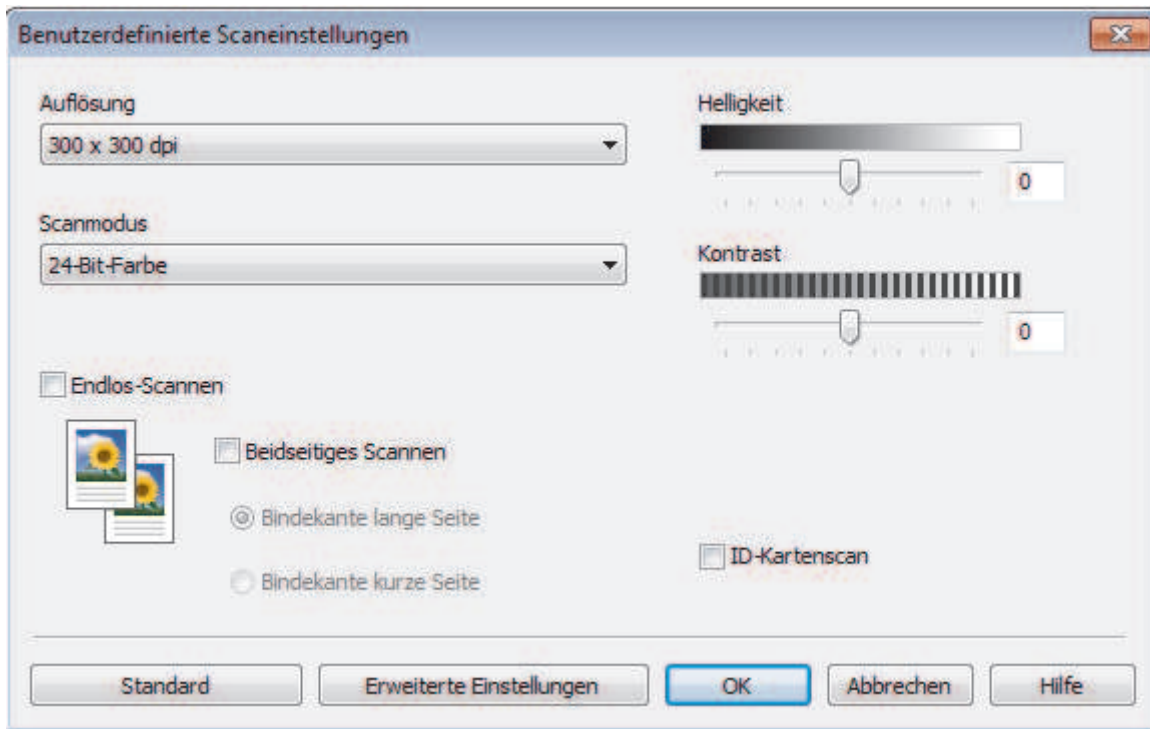 Benutzerdefinierte Scaneinstellungen
Auflösung
300 x 300 dpi
Scanmodus
24-Bit-Farbe
Helligkeit
0
Kontrast
0
Endlos-Scannen
Beidseitiges Scannen
Bindekante lange Seite
Bindekante kurze Seite
ID-Kartenscan
Standard
Erweiterte Einstellungen
OK
Abbrechen
Hilfe